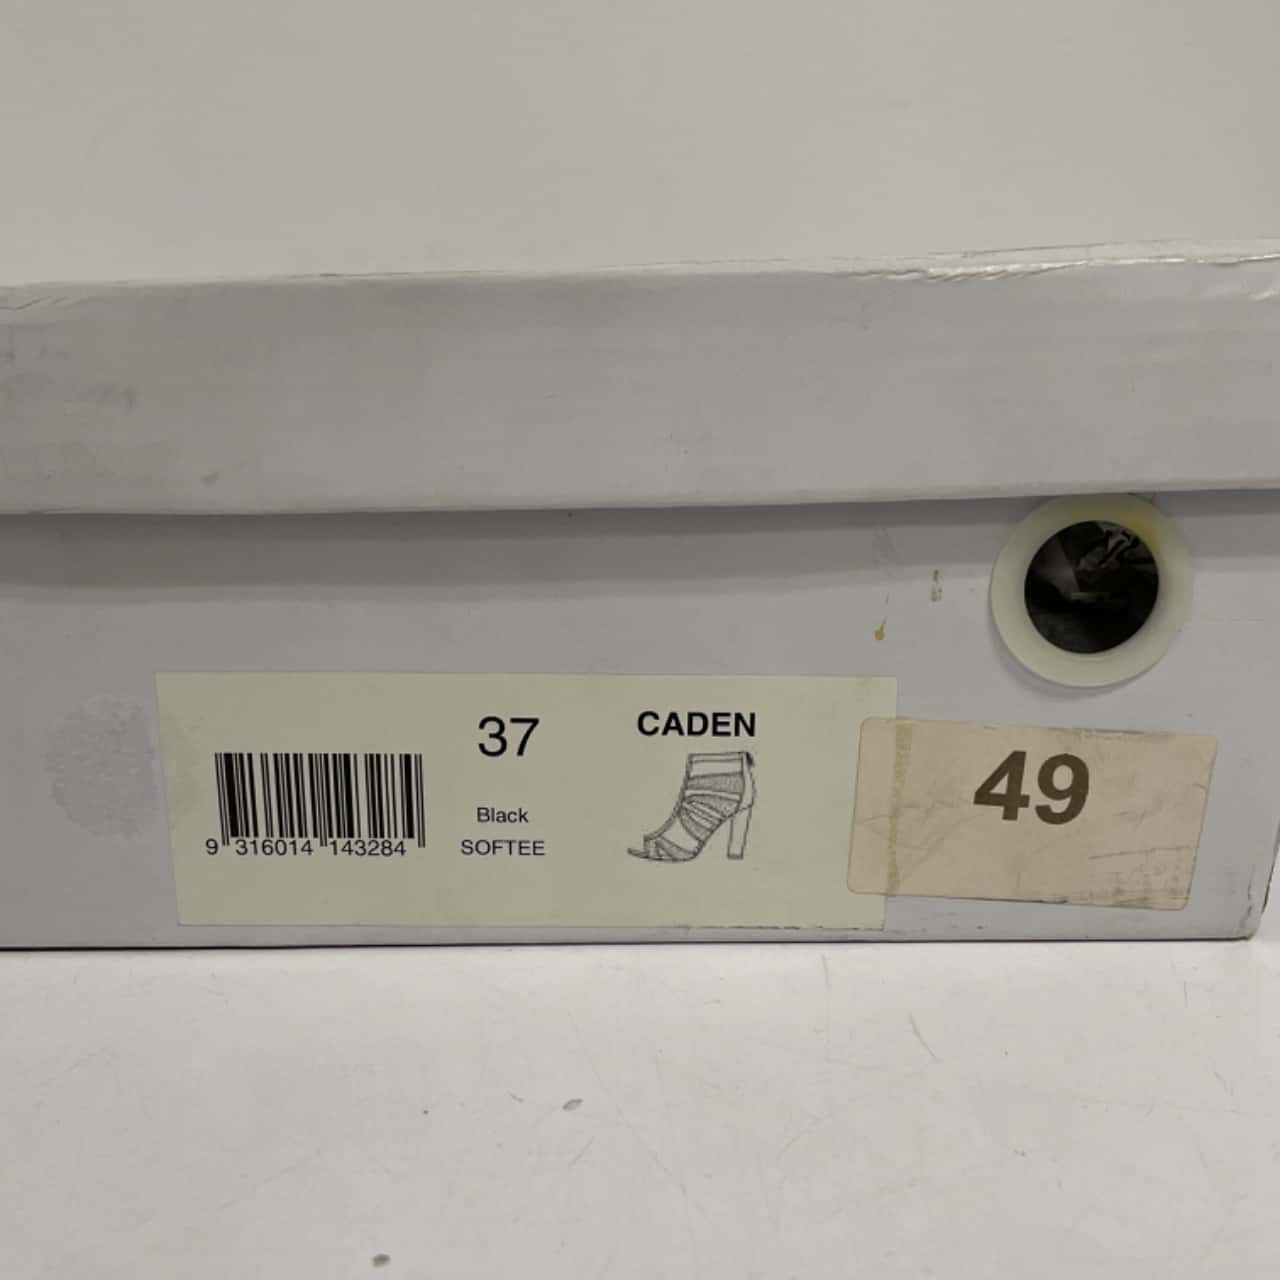 37
CADEN
Black
SOFTEE
9 316014 143284
49